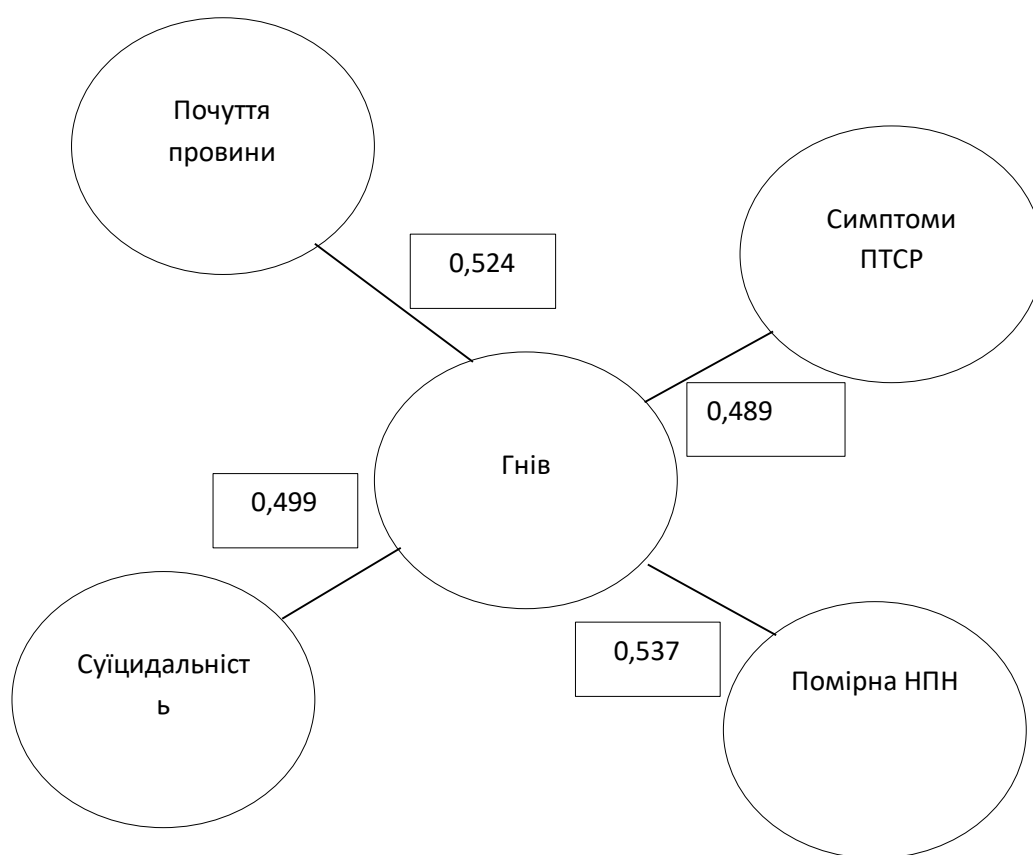 Почуття
провини
Симптоми
ПТСР
0,524
0,489
Гнів
0,499
0,537
Суїцидальніст
ь
Помірна НПН